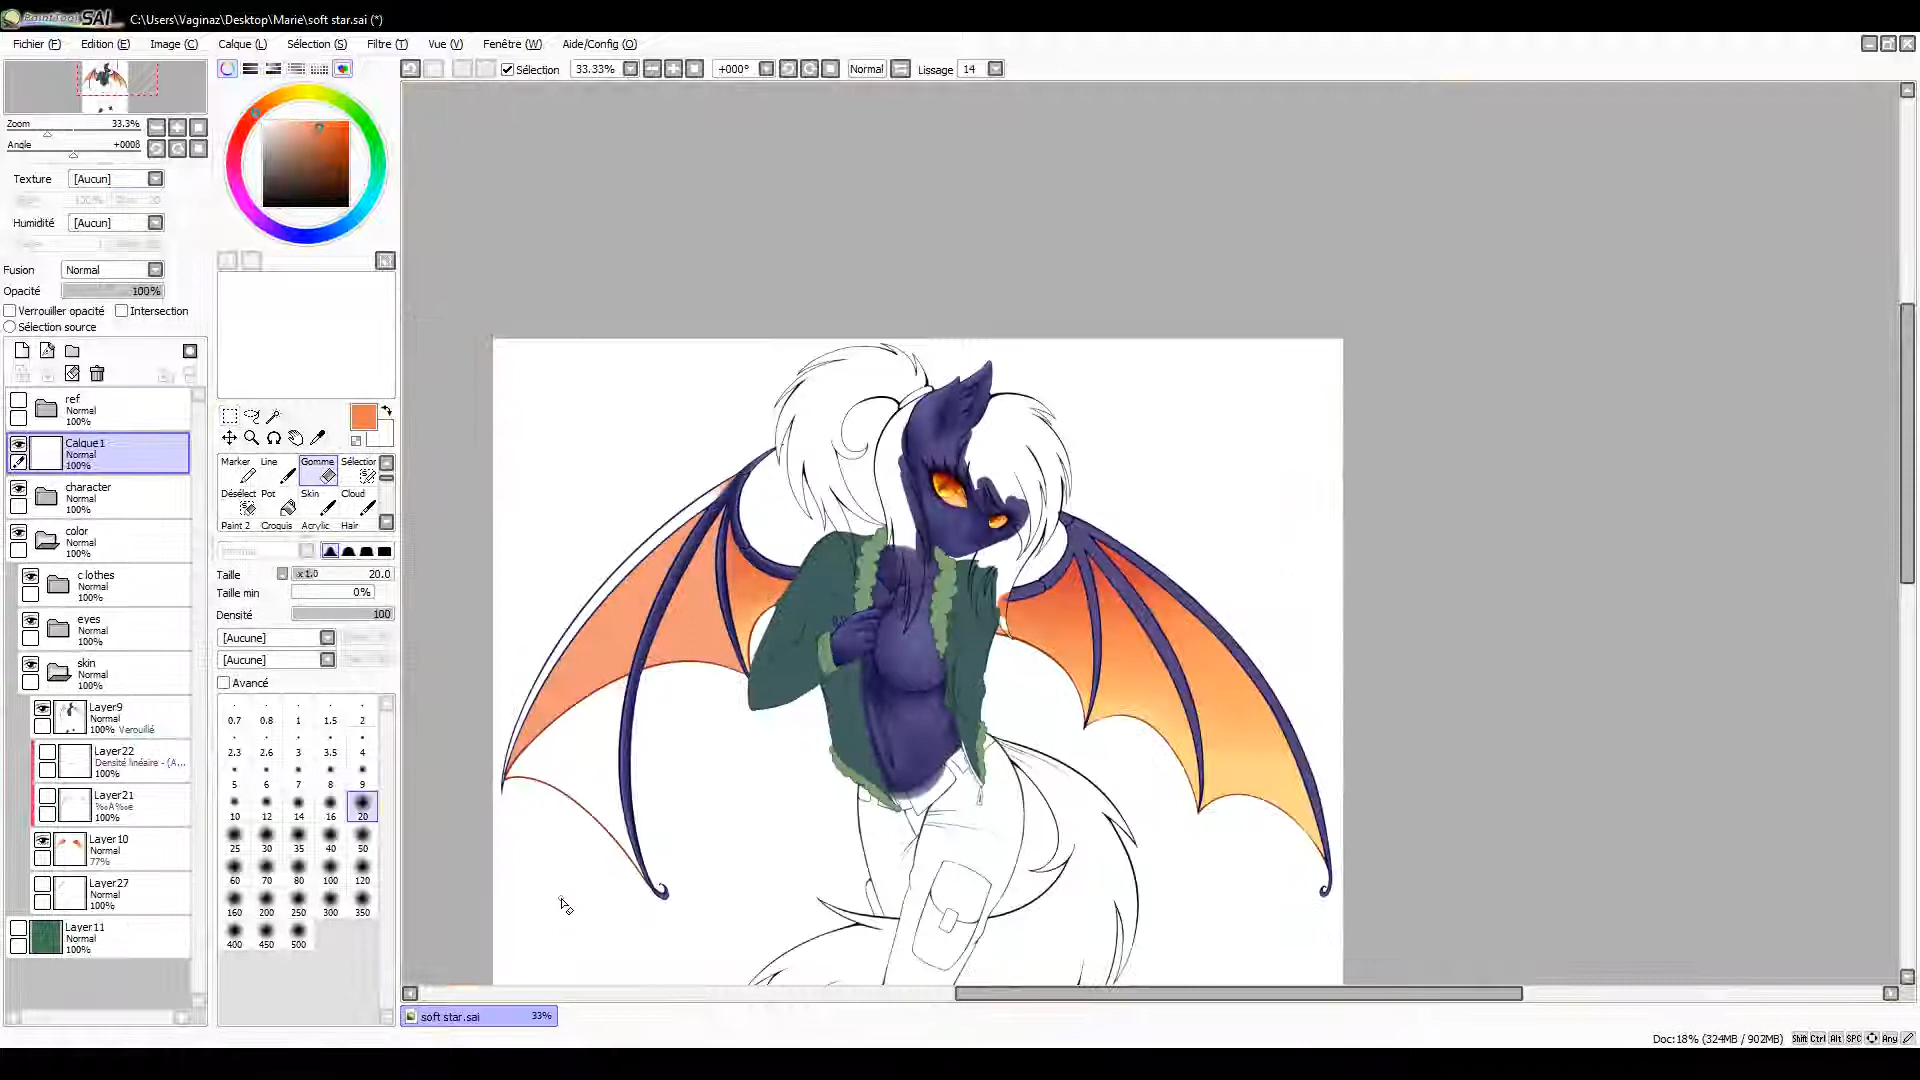 PaintTool SAI C:\Users\Vaginaz\Desktop\Marie\soft star.sai (*)
Fichier (F) Edition (E) Image (C) Calque (L) Sélection (S) Filtre (T) Vue (V) Fenêtre (W) Aide/Config (O)
Sélection 33.33% +000° Normal Lissage 14
Zoom 33.3%
Angle +0008
Texture [Aucun]
100% 20
Humidité [Aucun]
Fusion Normal
Opacité 100%
Verrouiller opacité Intersection
Sélection source
ref
Normal
100%
Calque1
Normal
100%
character
Normal
100%
color
Normal
100%
c lothes
Normal
100%
eyes
Normal
100%
skin
Normal
100%
Layer9
Normal
100% Verouillé
Layer22
Densité linéaire - (A...
100%
Layer21
‰A‰e
100%
Layer10
Normal
77%
Layer27
Normal
100%
Layer11
Normal
100%
Marker Line Gomme Sélection
Désélect Pot Skin Cloud
Paint 2 Croquis Acrylic Hair
Taille x1.0 20.0
Taille min 0%
Densité 100
[Aucune]
[Aucune]
Avancé
0.7 0.8 1 1.5 2
2.3 2.6 3 3.5 4
5 6 7 8 9
10 12 14 16 20
25 30 35 40 50
60 70 80 100 120
160 200 250 300 350
400 450 500
soft star.sai 33%
Doc:18% (324MB / 902MB) Shift Ctrl Alt SPC Any